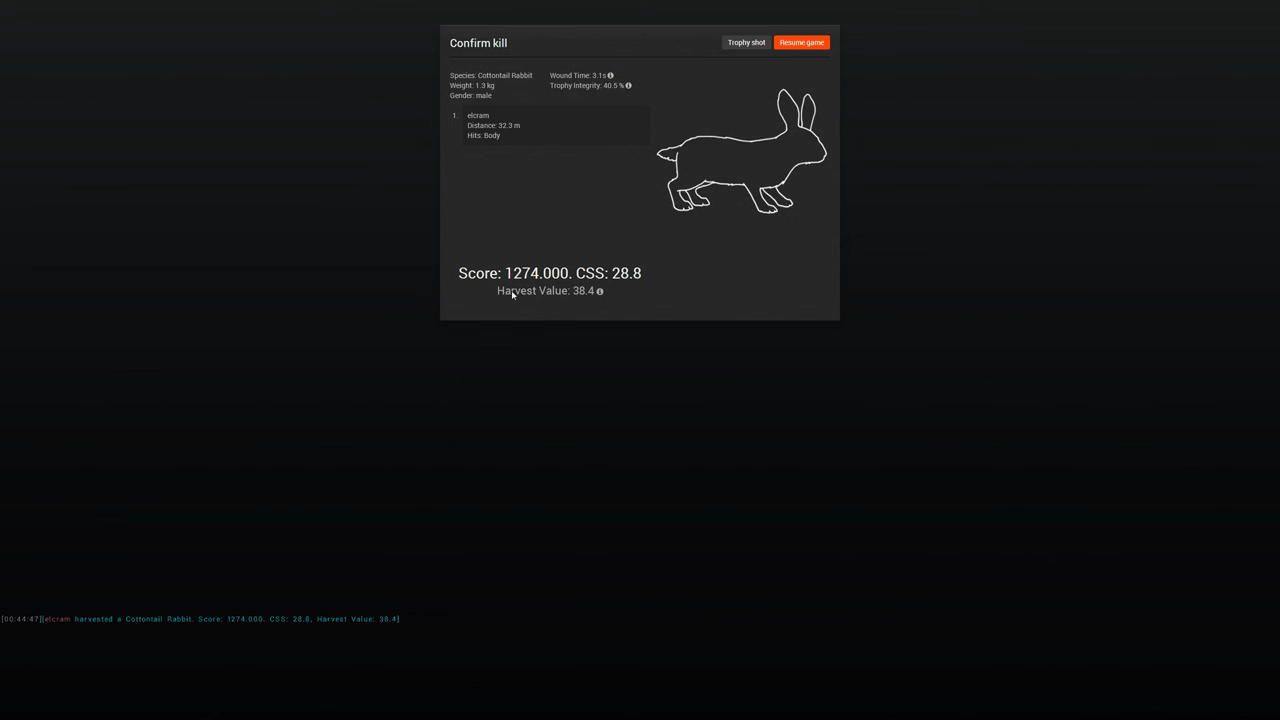 Confirm kill
Trophy shot
Resume game
Species: Cottontail Rabbit
Weight: 1.3 kg
Gender: male
Wound Time: 3.1s
Trophy Integrity: 40.5 %
1. elcram
Distance: 32.3 m
Hits: Body
Score: 1274.000. CSS: 28.8
Harvest Value: 38.4
[00:44:47][elcram harvested a Cottontail Rabbit. Score: 1274.000. CSS: 28.8, Harvest Value: 38.4]